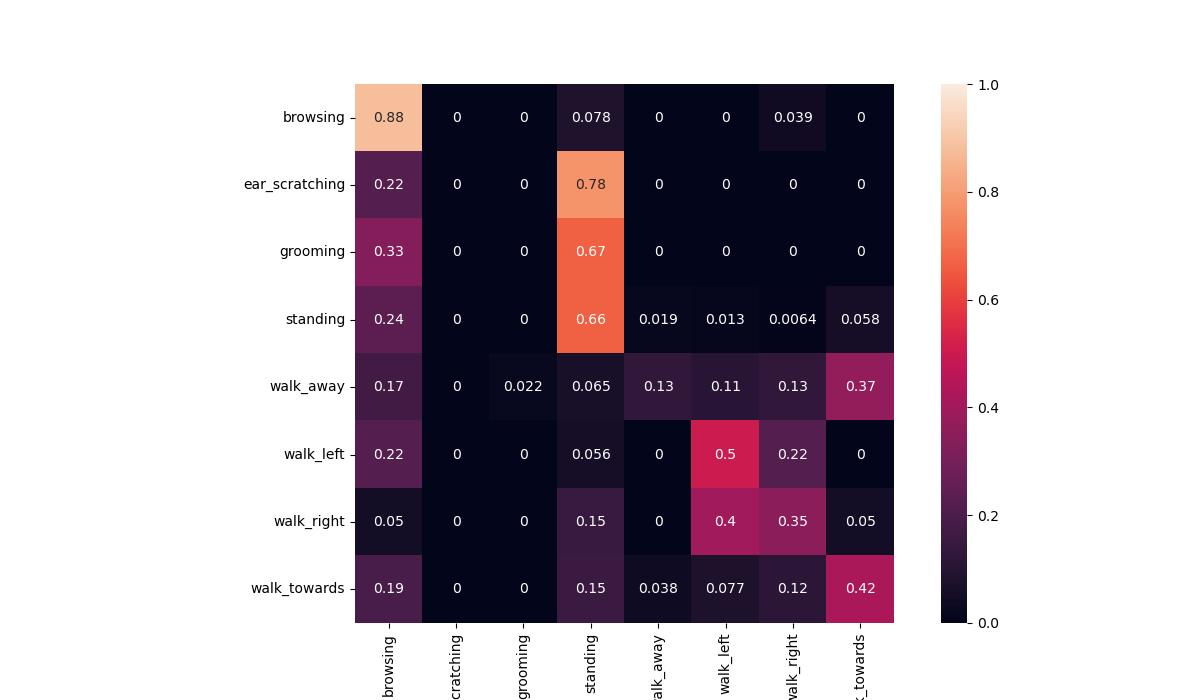 browsing 0.88 0 0 0.078 0 0 0.039 0
ear_scratching 0.22 0 0 0.78 0 0 0 0
grooming 0.33 0 0 0.67 0 0 0 0
standing 0.24 0 0 0.66 0.019 0.013 0.0064 0.058
walk_away 0.17 0 0.022 0.065 0.13 0.11 0.13 0.37
walk_left 0.22 0 0 0.056 0 0.5 0.22 0
walk_right 0.05 0 0 0.15 0 0.4 0.35 0.05
walk_towards 0.19 0 0 0.15 0.038 0.077 0.12 0.42
browsing
cratching
grooming
standing
alk_away
walk_left
walk_right
k_towards
1.0
0.8
0.6
0.4
0.2
0.0